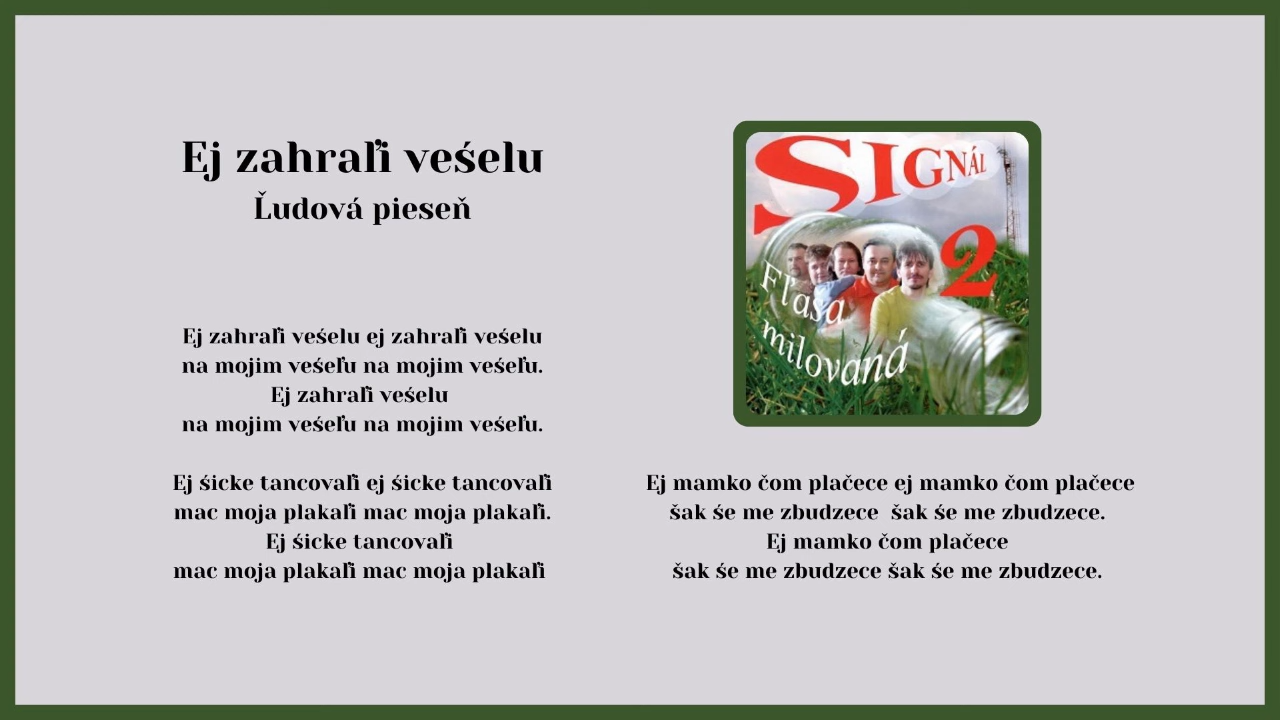 Ej zahraľi veśelu
Ľudová pieseň
Ej zahraľi veśelu ej zahraľi veśelu
na mojim veśeľu na mojim veśeľu.
Ej zahraľi veśelu
na mojim veśeľu na mojim veśeľu.
Ej śicke tancovaľi ej śicke tancovaľi
mac moja plakaľi mac moja plakaľi.
Ej śicke tancovaľi
mac moja plakaľi mac moja plakaľi
SIGNÁL
2
Fľaša
milovaná
Ej mamko čom plačece ej mamko čom plačece
šak śe me zbudzece  šak śe me zbudzece.
Ej mamko čom plačece
šak śe me zbudzece šak śe me zbudzece.